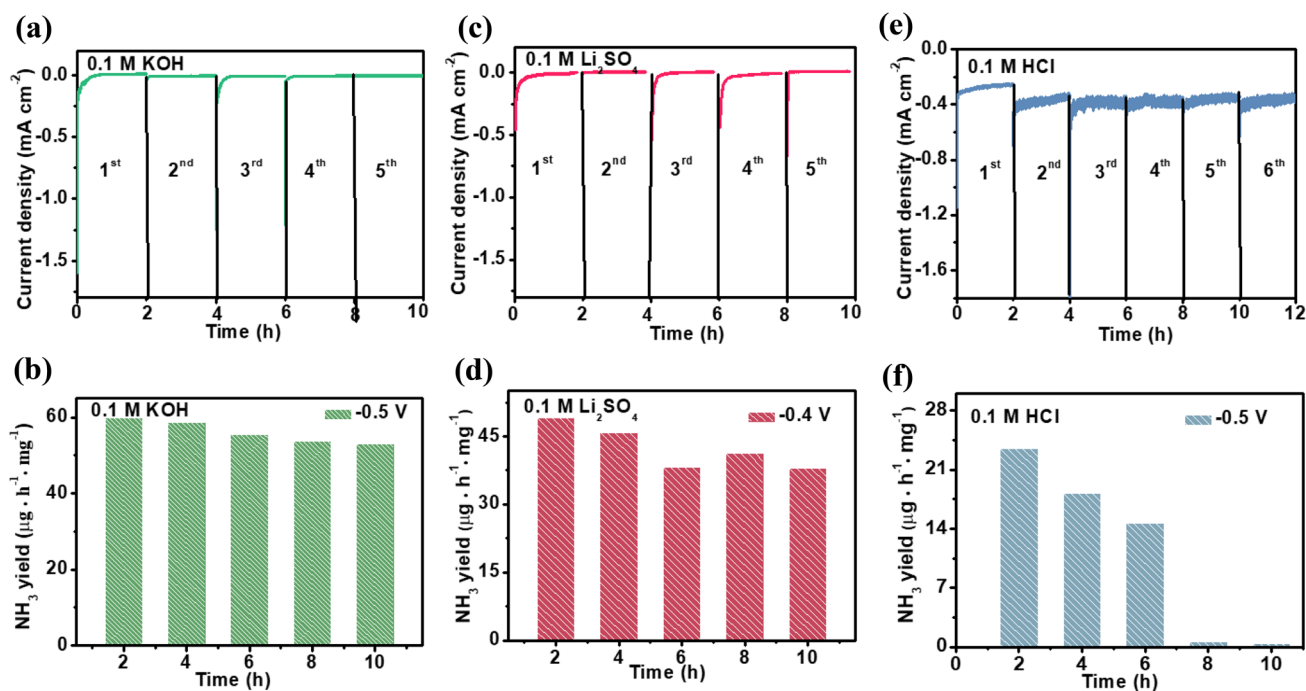 (a)
0.1 M KOH
Current density (mA cm⁻²)
0.0
-0.5
-1.0
-1.5
1ˢᵗ 2ⁿᵈ 3ʳᵈ 4ᵗʰ 5ᵗʰ
0 2 4 6 8 10
Time (h)
(c)
0.1 M Li₂SO₄
Current density (mA cm⁻²)
0.0
-0.5
-1.0
-1.5
1ˢᵗ 2ⁿᵈ 3ʳᵈ 4ᵗʰ 5ᵗʰ
0 2 4 6 8 10
Time (h)
(e)
0.1 M HCl
Current density (mA cm⁻²)
0.0
-0.4
-0.8
-1.2
-1.6
1ˢᵗ 2ⁿᵈ 3ʳᵈ 4ᵗʰ 5ᵗʰ 6ᵗʰ
0 2 4 6 8 10 12
Time (h)
(b)
0.1 M KOH
-0.5 V
NH₃ yield (μg · h⁻¹ · mg⁻¹)
60
40
20
0
2 4 6 8 10
Time (h)
(d)
0.1 M Li₂SO₄
-0.4 V
NH₃ yield (μg · h⁻¹ · mg⁻¹)
45
30
15
0
2 4 6 8 10
Time (h)
(f)
0.1 M HCl
-0.5 V
NH₃ yield (μg · h⁻¹ · mg⁻¹)
28
21
14
7
0
0 2 4 6 8 10
Time (h)